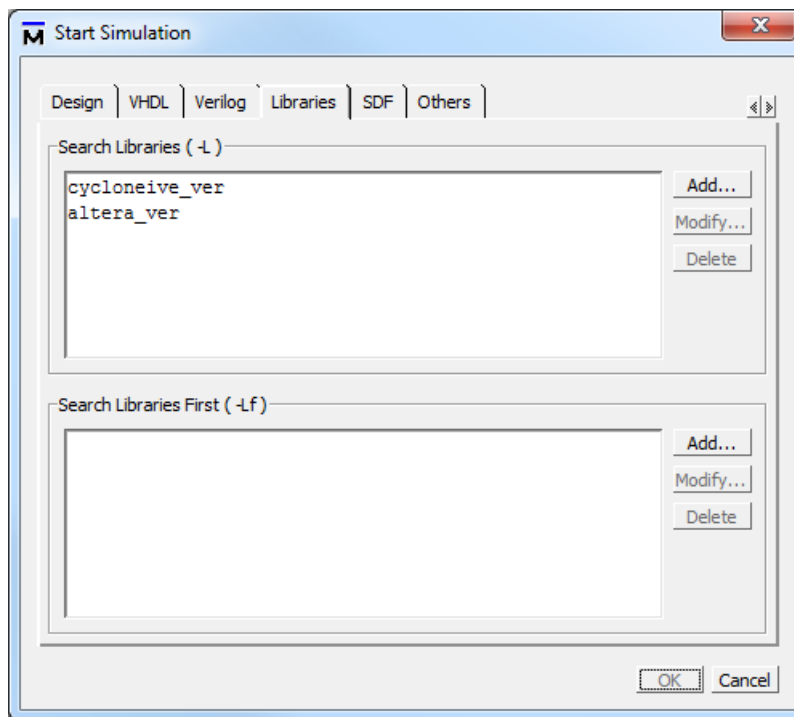 Start Simulation
Design VHDL Verilog Libraries SDF Others
Search Libraries ( -L )
cycloneive_ver
altera_ver
Add...
Modify...
Delete
Search Libraries First ( -Lf )
Add...
Modify...
Delete
OK Cancel